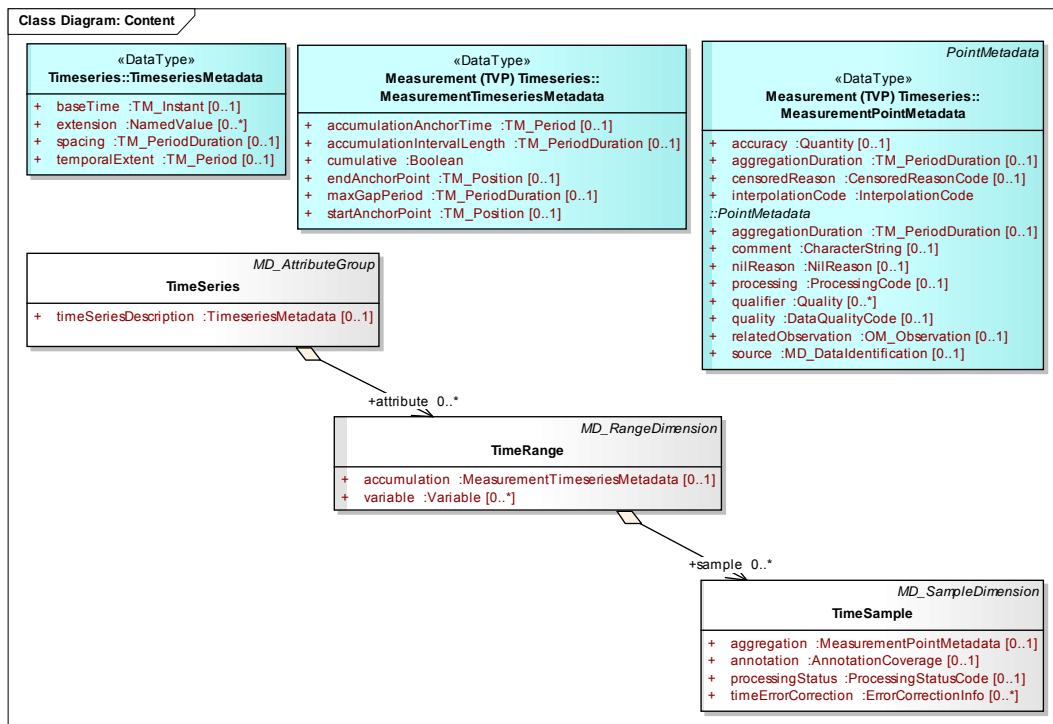 Class Diagram: Content
«DataType»
Timeseries::TimeseriesMetadata
+ baseTime :TM_Instant [0..1]
+ extension :NamedValue [0..*]
+ spacing :TM_PeriodDuration [0..1]
+ temporalExtent :TM_Period [0..1]
«DataType»
Measurement (TVP) Timeseries::
MeasurementTimeseriesMetadata
+ accumulationAnchorTime :TM_Period [0..1]
+ accumulationIntervalLength :TM_PeriodDuration [0..1]
+ cumulative :Boolean
+ endAnchorPoint :TM_Position [0..1]
+ maxGapPeriod :TM_PeriodDuration [0..1]
+ startAnchorPoint :TM_Position [0..1]
PointMetadata
«DataType»
Measurement (TVP) Timeseries::
MeasurementPointMetadata
+ accuracy :Quantity [0..1]
+ aggregationDuration :TM_PeriodDuration [0..1]
+ censoredReason :CensoredReasonCode [0..1]
+ interpolationCode :InterpolationCode
::PointMetadata
+ aggregationDuration :TM_PeriodDuration [0..1]
+ comment :CharacterString [0..1]
+ nilReason :NilReason [0..1]
+ processing :ProcessingCode [0..1]
+ qualifier :Quality [0..*]
+ quality :DataQualityCode [0..1]
+ relatedObservation :OM_Observation [0..1]
+ source :MD_DataIdentification [0..1]
MD_AttributeGroup
TimeSeries
+ timeSeriesDescription :TimeseriesMetadata [0..1]
+attribute 0..*
MD_RangeDimension
TimeRange
+ accumulation :MeasurementTimeseriesMetadata [0..1]
+ variable :Variable [0..*]
+sample 0..*
MD_SampleDimension
TimeSample
+ aggregation :MeasurementPointMetadata [0..1]
+ annotation :AnnotationCoverage [0..1]
+ processingStatus :ProcessingStatusCode [0..1]
+ timeErrorCorrection :ErrorCorrectionInfo [0..*]